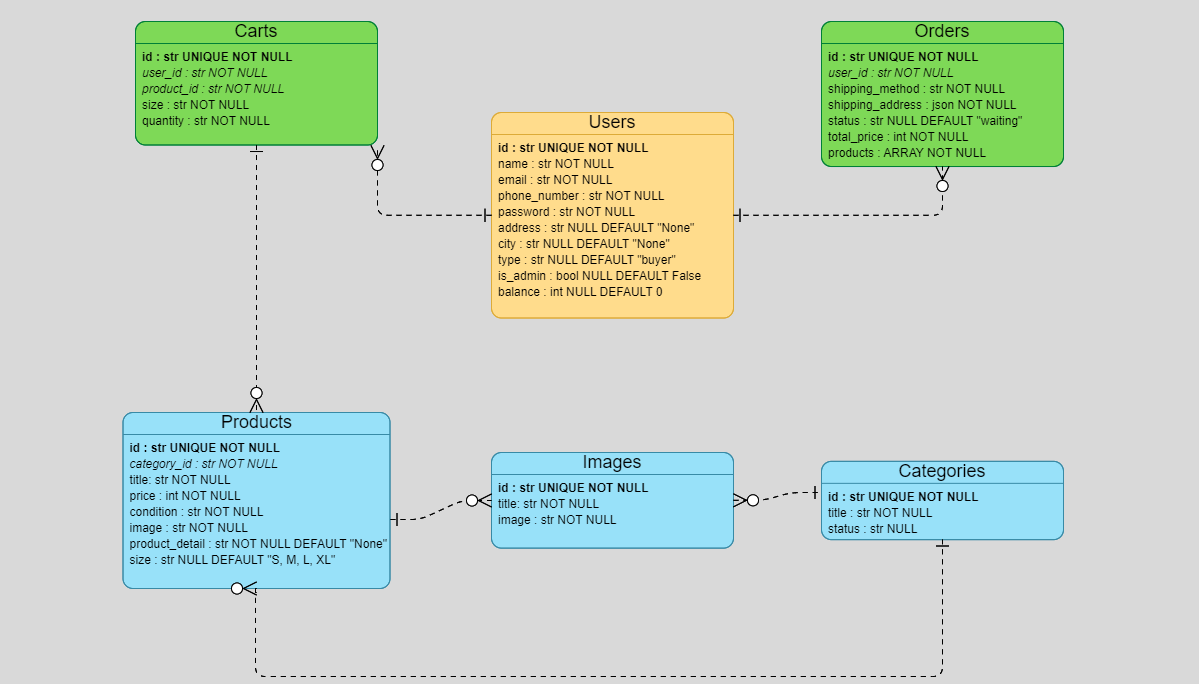 Carts
id : str UNIQUE NOT NULL
user_id : str NOT NULL
product_id : str NOT NULL
size : str NOT NULL
quantity : str NOT NULL
Orders
id : str UNIQUE NOT NULL
user_id : str NOT NULL
shipping_method : str NOT NULL
shipping_address : json NOT NULL
status : str NULL DEFAULT "waiting"
total_price : int NOT NULL
products : ARRAY NOT NULL
Users
id : str UNIQUE NOT NULL
name : str NOT NULL
email : str NOT NULL
phone_number : str NOT NULL
password : str NOT NULL
address : str NULL DEFAULT "None"
city : str NULL DEFAULT "None"
type : str NULL DEFAULT "buyer"
is_admin : bool NULL DEFAULT False
balance : int NULL DEFAULT 0
Products
id : str UNIQUE NOT NULL
category_id : str NOT NULL
title: str NOT NULL
price : int NOT NULL
condition : str NOT NULL
image : str NOT NULL
product_detail : str NOT NULL DEFAULT "None"
size : str NULL DEFAULT "S, M, L, XL"
Images
id : str UNIQUE NOT NULL
title: str NOT NULL
image : str NOT NULL
Categories
id : str UNIQUE NOT NULL
title : str NOT NULL
status : str NULL